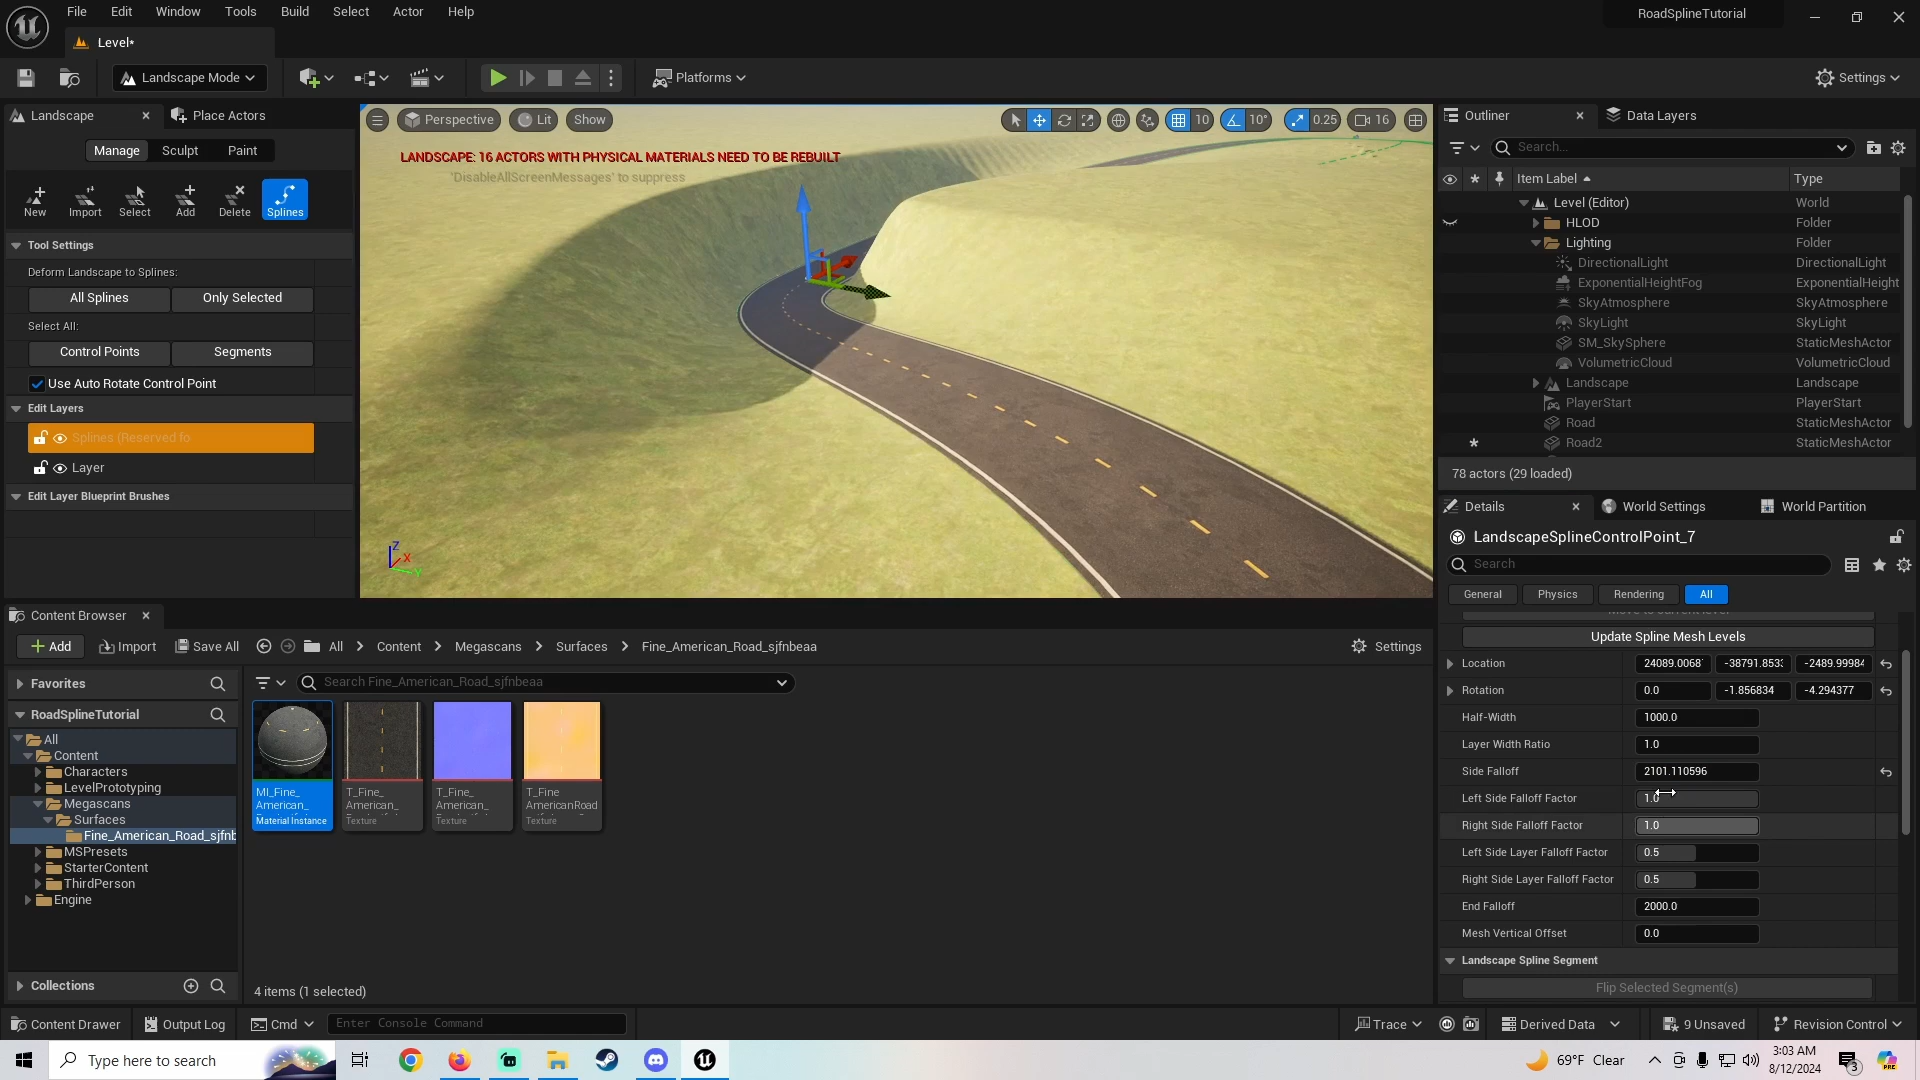 File Edit Window Tools Build Select Actor Help
RoadSplineTutorial
Level*
Landscape Mode
Platforms
Settings
Landscape
Place Actors
Manage Sculpt Paint
New Import Select Add Delete Splines
Tool Settings
Deform Landscape to Splines:
All Splines Only Selected
Select All:
Control Points Segments
Use Auto Rotate Control Point
Edit Layers
Splines (Reserved fo
Layer
Edit Layer Blueprint Brushes
Perspective Lit Show
10 10° 0.25 16
LANDSCAPE: 16 ACTORS WITH PHYSICAL MATERIALS NEED TO BE REBUILT
'DisableAllScreenMessages' to suppress
Z
X
Y
Outliner
Data Layers
Search...
Item Label Type
Level (Editor) World
HLOD Folder
Lighting Folder
DirectionalLight DirectionalLight
ExponentialHeightFog ExponentialHeight
SkyAtmosphere SkyAtmosphere
SkyLight SkyLight
SM_SkySphere StaticMeshActor
VolumetricCloud VolumetricCloud
Landscape Landscape
PlayerStart PlayerStart
Road StaticMeshActor
Road2 StaticMeshActor
78 actors (29 loaded)
Details
World Settings
World Partition
LandscapeSplineControlPoint_7
Search
General Physics Rendering All
Update Spline Mesh Levels
Location 24089.0068 -38791.853 -2489.99984
Rotation 0.0 -1.856834 -4.294377
Half-Width 1000.0
Layer Width Ratio 1.0
Side Falloff 2101.110596
Left Side Falloff Factor 1.0
Right Side Falloff Factor 1.0
Left Side Layer Falloff Factor 0.5
Right Side Layer Falloff Factor 0.5
End Falloff 2000.0
Mesh Vertical Offset 0.0
Landscape Spline Segment
Flip Selected Segment(s)
Content Browser
Add Import Save All All Content Megascans Surfaces Fine_American_Road_sjfnbeaa Settings
Favorites
RoadSplineTutorial
All
Content
Characters
LevelPrototyping
Megascans
Surfaces
Fine_American_Road_sjfnb
MSPresets
StarterContent
ThirdPerson
Engine
Collections
Search Fine_American_Road_sjfnbeaa
MI_Fine_
American_
Material Instance
T_Fine_
American_
Texture
T_Fine_
American_
Texture
T_Fine
AmericanRoad
Texture
4 items (1 selected)
Content Drawer Output Log Cmd Enter Console Command
Trace Derived Data 9 Unsaved Revision Control
Type here to search
69°F Clear
3:03 AM
8/12/2024
3
PRE